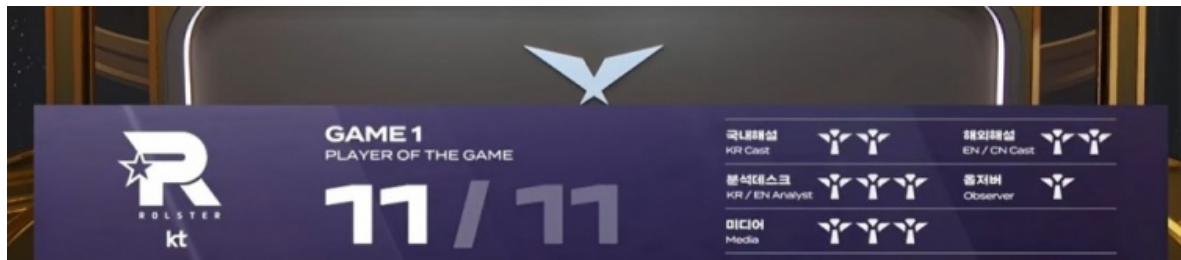 R
ROLSTER
kt
GAME 1
PLAYER OF THE GAME
11 / 11
국내해설
KR Cast
해외해설
EN / CN Cast
분석데스크
KR / EN Analyst
옵저버
Observer
미디어
Media